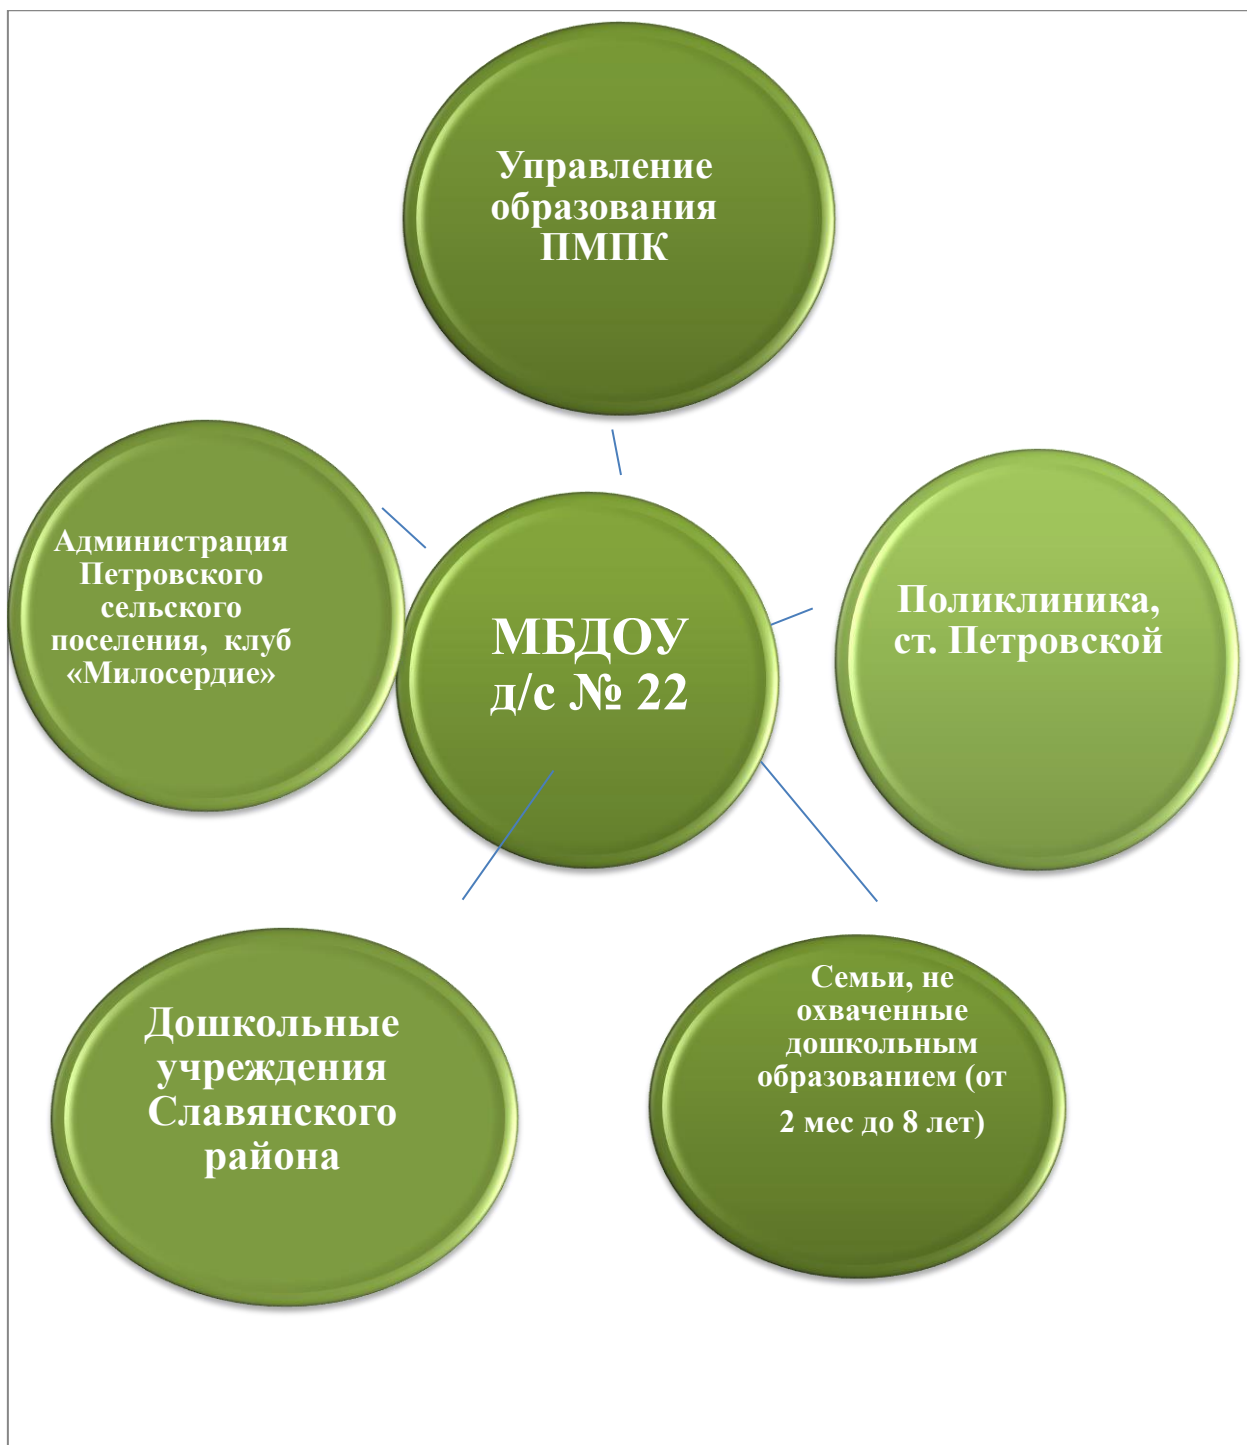 Управление
образования
ПМПК
Администрация
Петровского
сельского
поселения, клуб
«Милосердие»
МБДОУ
д/с № 22
Поликлиника,
ст. Петровской
Дошкольные
учреждения
Славянского
района
Семьи, не
охваченные
дошкольным
образованием (от
2 мес до 8 лет)